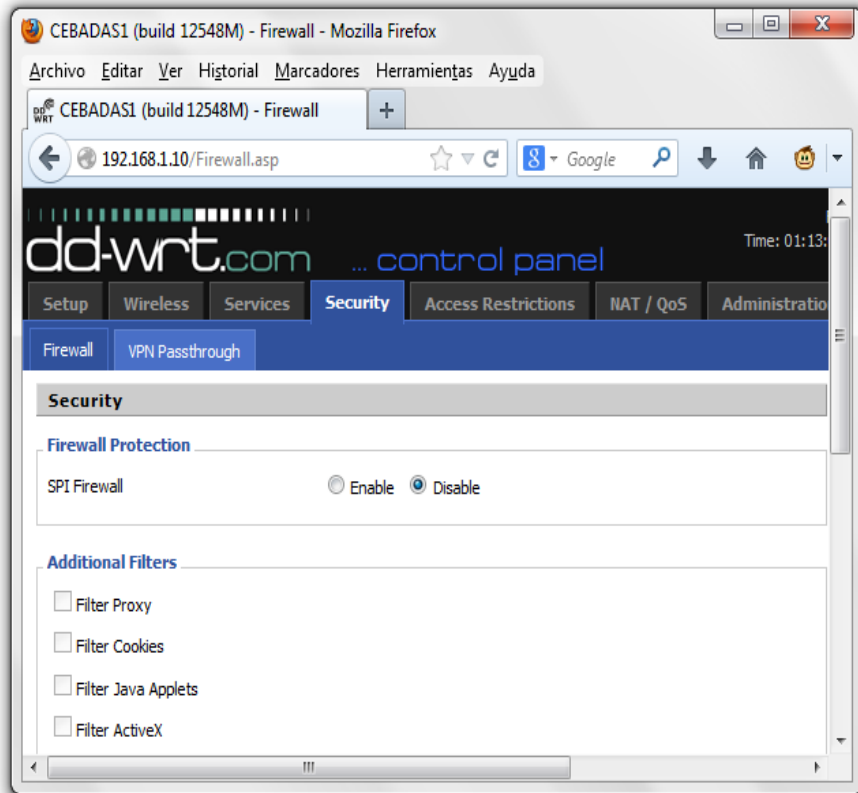 CEBADAS1 (build 12548M) - Firewall - Mozilla Firefox
Archivo Editar Ver Historial Marcadores Herramientas Ayuda
DD WRT CEBADAS1 (build 12548M) - Firewall
192.168.1.10/Firewall.asp 8 Google
dd-wrt.com ... control panel
Time: 01:13:
Setup Wireless Services Security Access Restrictions NAT / QoS Administratio
Firewall VPN Passthrough
Security
Firewall Protection
SPI Firewall Enable Disable
Additional Filters
Filter Proxy
Filter Cookies
Filter Java Applets
Filter ActiveX